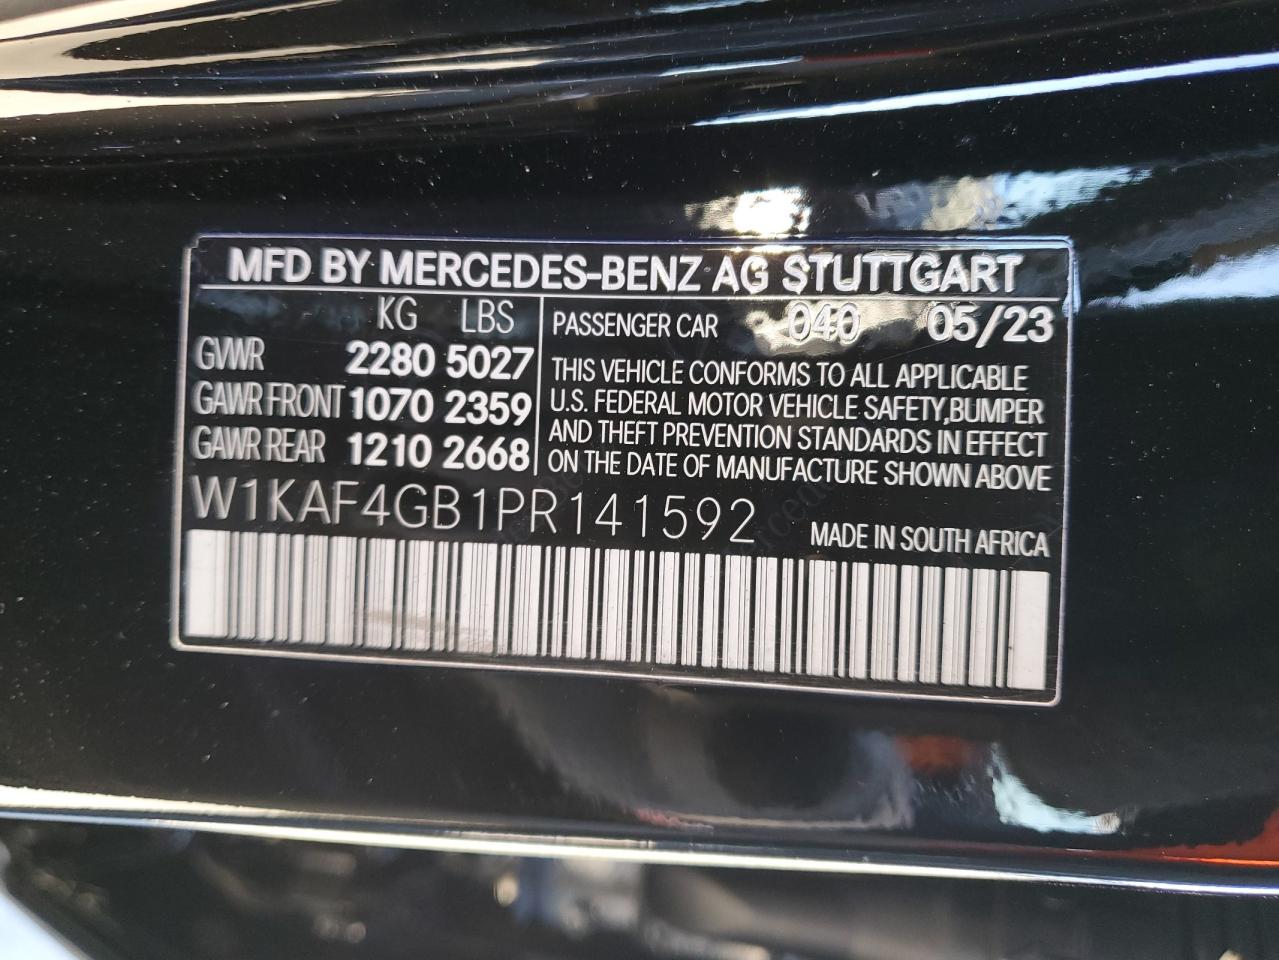 MFD BY MERCEDES-BENZ AG STUTTGART
KG LBS
GVWR 2280 5027
GAWR FRONT 1070 2359
GAWR REAR 1210 2668
PASSENGER CAR 040 05/23
THIS VEHICLE CONFORMS TO ALL APPLICABLE
U.S. FEDERAL MOTOR VEHICLE SAFETY,BUMPER
AND THEFT PREVENTION STANDARDS IN EFFECT
ON THE DATE OF MANUFACTURE SHOWN ABOVE
W1KAF4GB1PR141592
MADE IN SOUTH AFRICA